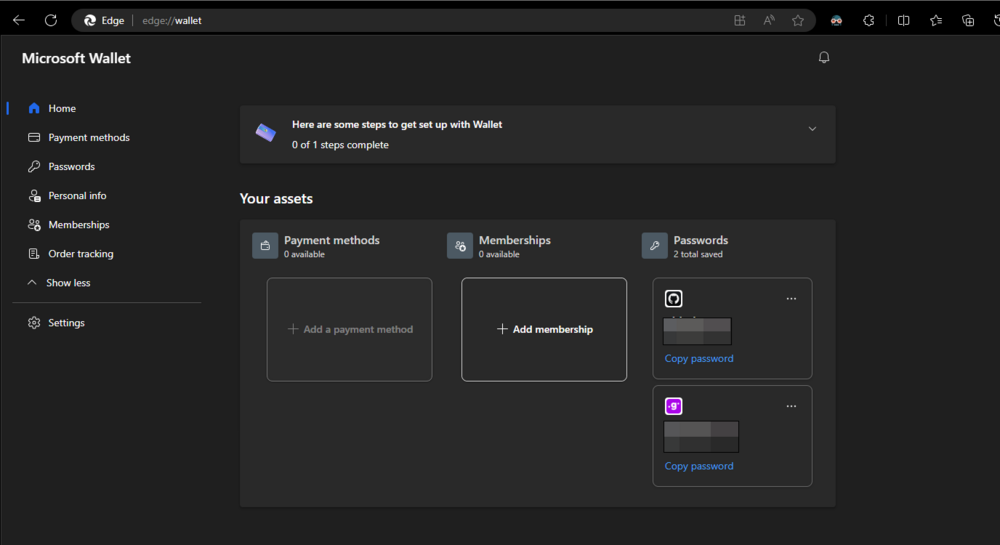 Edge
edge://wallet
Microsoft Wallet
Home
Payment methods
Passwords
Personal info
Memberships
Order tracking
Show less
Settings
Here are some steps to get set up with Wallet
0 of 1 steps complete
Your assets
Payment methods
0 available
Add a payment method
Memberships
0 available
Add membership
Passwords
2 total saved
Copy password
Copy password